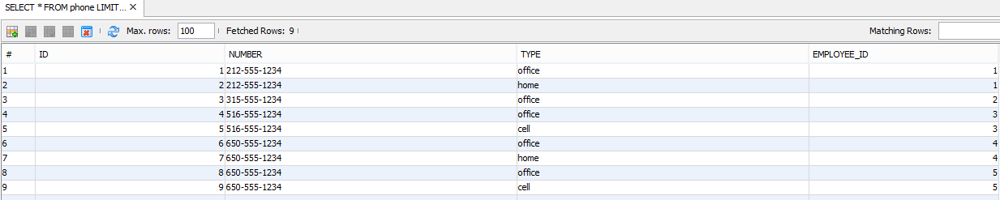 SELECT * FROM phone LIMIT...
Max. rows: 100 Fetched Rows: 9 Matching Rows:
# ID NUMBER TYPE EMPLOYEE_ID
1 1 212-555-1234 office 1
2 2 212-555-1234 home 1
3 3 315-555-1234 office 2
4 4 516-555-1234 office 3
5 5 516-555-1234 cell 3
6 6 650-555-1234 office 4
7 7 650-555-1234 home 4
8 8 650-555-1234 office 5
9 9 650-555-1234 cell 5